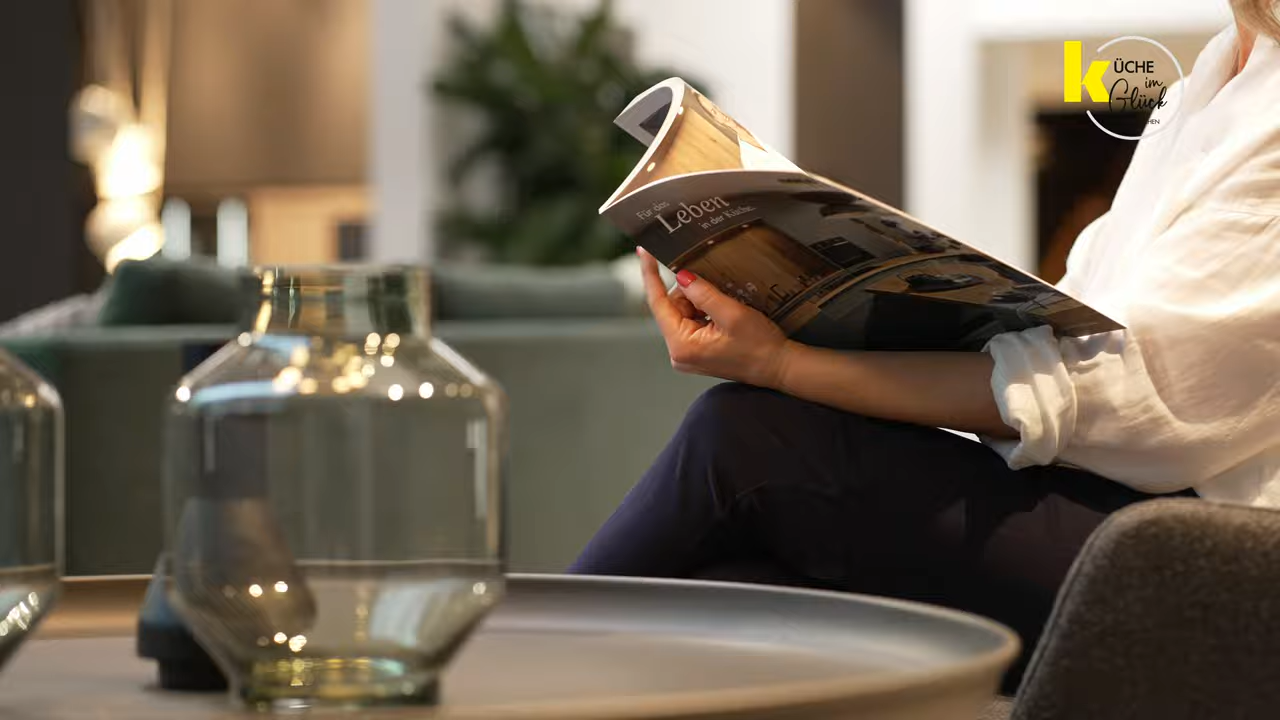 kÜCHE
im
Glück
Für das
Leben
in der Küche.